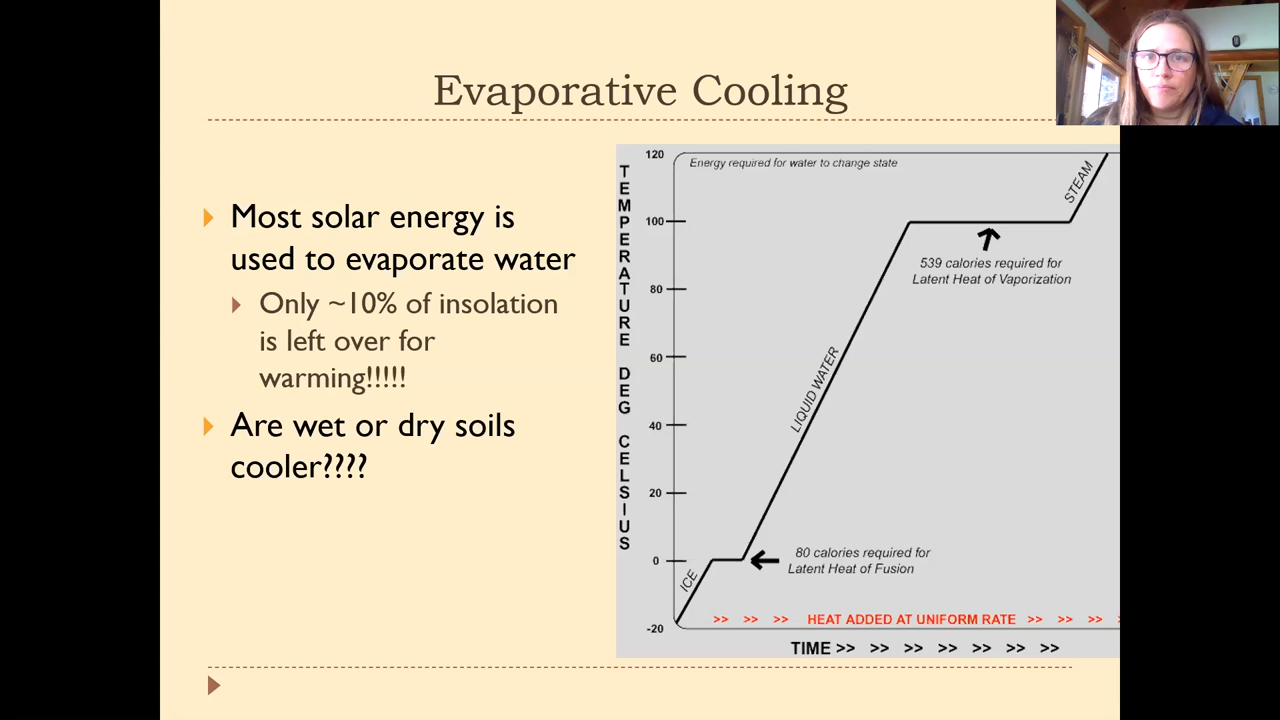 Evaporative Cooling
Most solar energy is
used to evaporate water
Only ~10% of insolation
is left over for
warming!!!!!
Are wet or dry soils
cooler????
TEMPERATURE DEG CELSIUS
120
100
80
60
40
20
0
-20
Energy required for water to change state
STEAM
539 calories required for
Latent Heat of Vaporization
LIQUID WATER
80 calories required for
Latent Heat of Fusion
ICE
>> >> >> HEAT ADDED AT UNIFORM RATE >> >> >> >
TIME >> >> >> >> >> >> >>